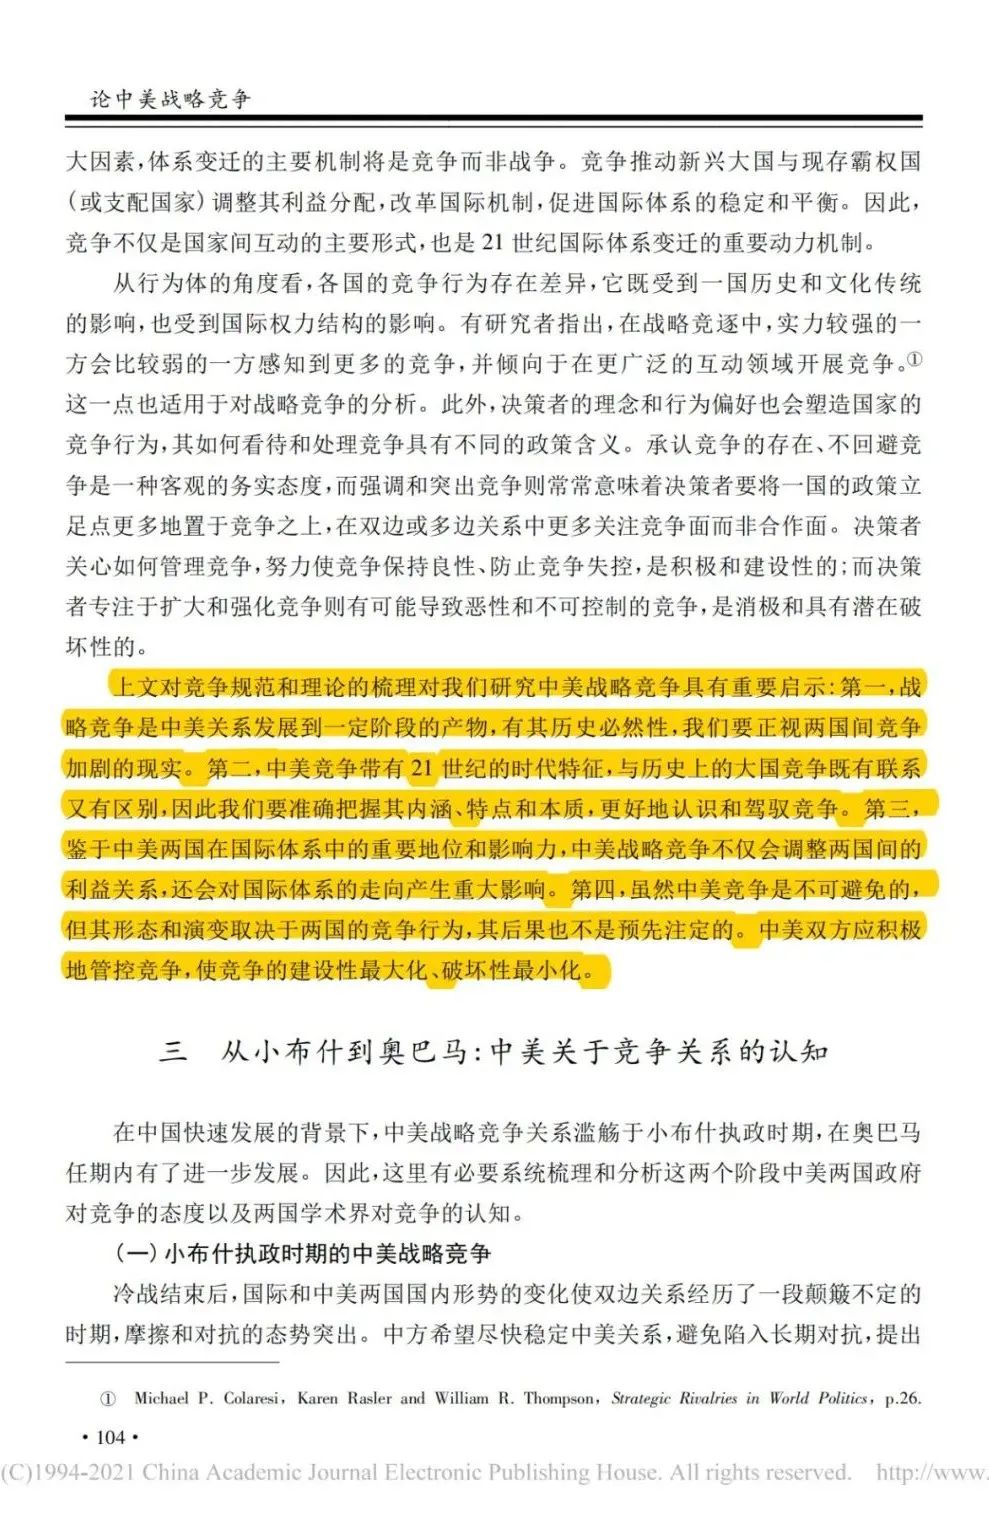 论中美战略竞争
大因素,体系变迁的主要机制将是竞争而非战争。竞争推动新兴大国与现存霸权国
(或支配国家)调整其利益分配,改革国际机制,促进国际体系的稳定和平衡。因此,
竞争不仅是国家间互动的主要形式,也是 21 世纪国际体系变迁的重要动力机制。
从行为体的角度看,各国的竞争行为存在差异,它既受到一国历史和文化传统
的影响,也受到国际权力结构的影响。有研究者指出,在战略竞逐中,实力较强的一
方会比较弱的一方感知到更多的竞争,并倾向于在更广泛的互动领域开展竞争。①
这一点也适用于对战略竞争的分析。此外,决策者的理念和行为偏好也会塑造国家的
竞争行为,其如何看待和处理竞争具有不同的政策含义。承认竞争的存在、不回避竞
争是一种客观的务实态度,而强调和突出竞争则常常意味着决策者要将一国的政策立
足点更多地置于竞争之上,在双边或多边关系中更多关注竞争面而非合作面。决策者
关心如何管理竞争,努力使竞争保持良性、防止竞争失控,是积极和建设性的;而决策
者专注于扩大和强化竞争则有可能导致恶性和不可控制的竞争,是消极和具有潜在破
坏性的。
上文对竞争规范和理论的梳理对我们研究中美战略竞争具有重要启示:第一,战
略竞争是中美关系发展到一定阶段的产物,有其历史必然性,我们要正视两国间竞争
加剧的现实。第二,中美竞争带有 21 世纪的时代特征,与历史上的大国竞争既有联系
又有区别,因此我们要准确把握其内涵、特点和本质,更好地认识和驾驭竞争。第三,
鉴于中美两国在国际体系中的重要地位和影响力,中美战略竞争不仅会调整两国间的
利益关系,还会对国际体系的走向产生重大影响。第四,虽然中美竞争是不可避免的,
但其形态和演变取决于两国的竞争行为,其后果也不是预先注定的。中美双方应积极
地管控竞争,使竞争的建设性最大化、破坏性最小化。
三 从小布什到奥巴马:中美关于竞争关系的认知
在中国快速发展的背景下,中美战略竞争关系滥觞于小布什执政时期,在奥巴马
任期内有了进一步发展。因此,这里有必要系统梳理和分析这两个阶段中美两国政府
对竞争的态度以及两国学术界对竞争的认知。
(一)小布什执政时期的中美战略竞争
冷战结束后,国际和中美两国国内形势的变化使双边关系经历了一段颠簸不定的
时期,摩擦和对抗的态势突出。中方希望尽快稳定中美关系,避免陷入长期对抗,提出
① Michael P. Colaresi, Karen Rasler and William R. Thompson, Strategic Rivalries in World Politics, p.26.
·104·
(C)1994-2021 China Academic Journal Electronic Publishing House. All rights reserved. http://www.